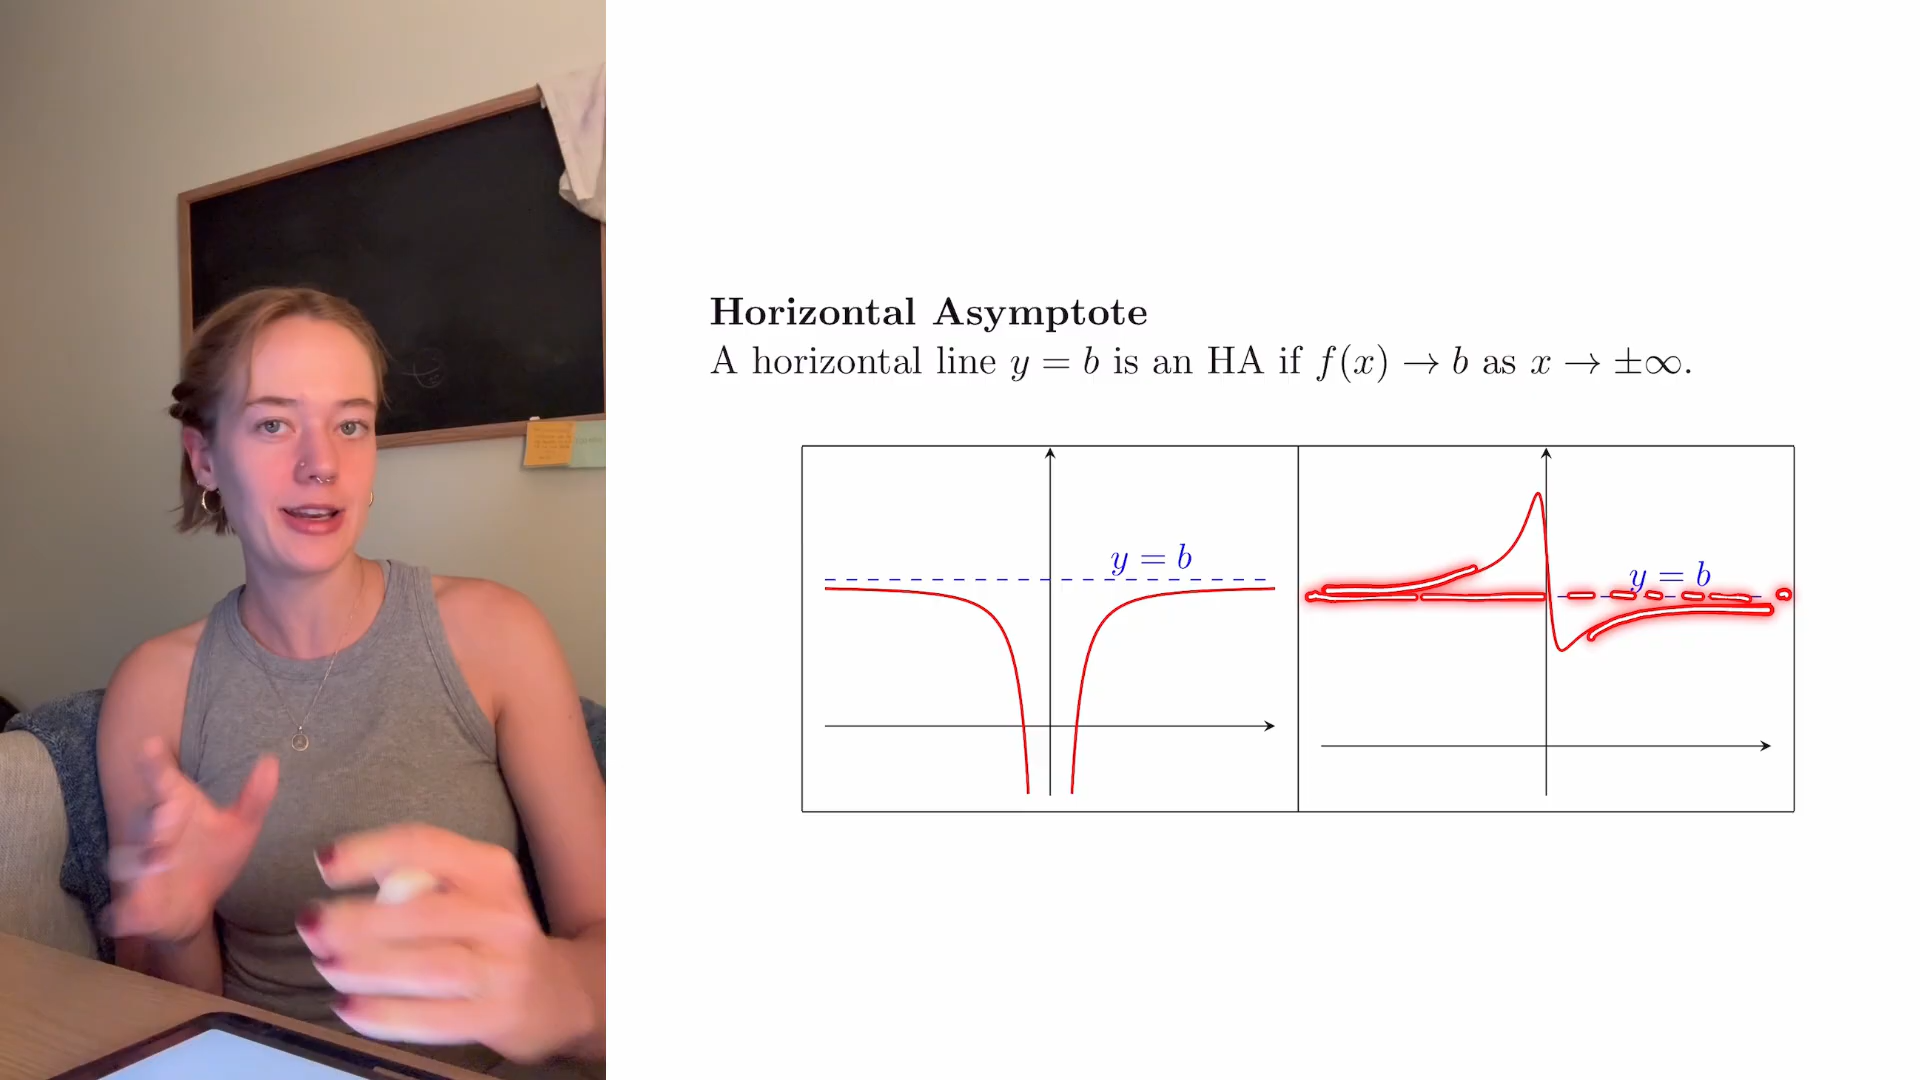 Horizontal Asymptote
A horizontal line y = b is an HA if f(x) → b as x → ±∞.
y = b
y = b